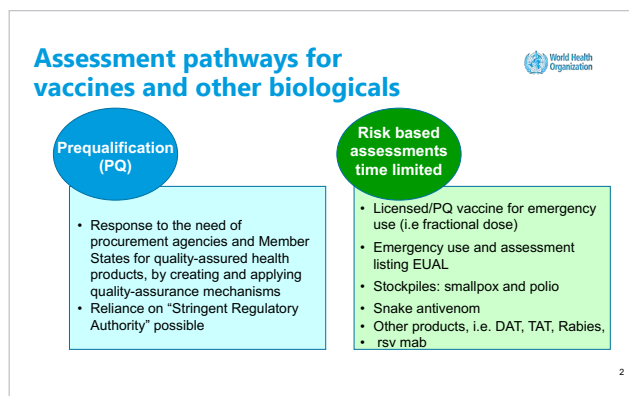 Assessment pathways for
vaccines and other biologicals
World Health
Organization
Prequalification
(PQ)
• Response to the need of
procurement agencies and Member
States for quality-assured health
products, by creating and applying
quality-assurance mechanisms
• Reliance on “Stringent Regulatory
Authority” possible
Risk based
assessments
time limited
• Licensed/PQ vaccine for emergency
use (i.e fractional dose)
• Emergency use and assessment
listing EUAL
• Stockpiles: smallpox and polio
• Snake antivenom
• Other products, i.e. DAT, TAT, Rabies,
• rsv mab
2